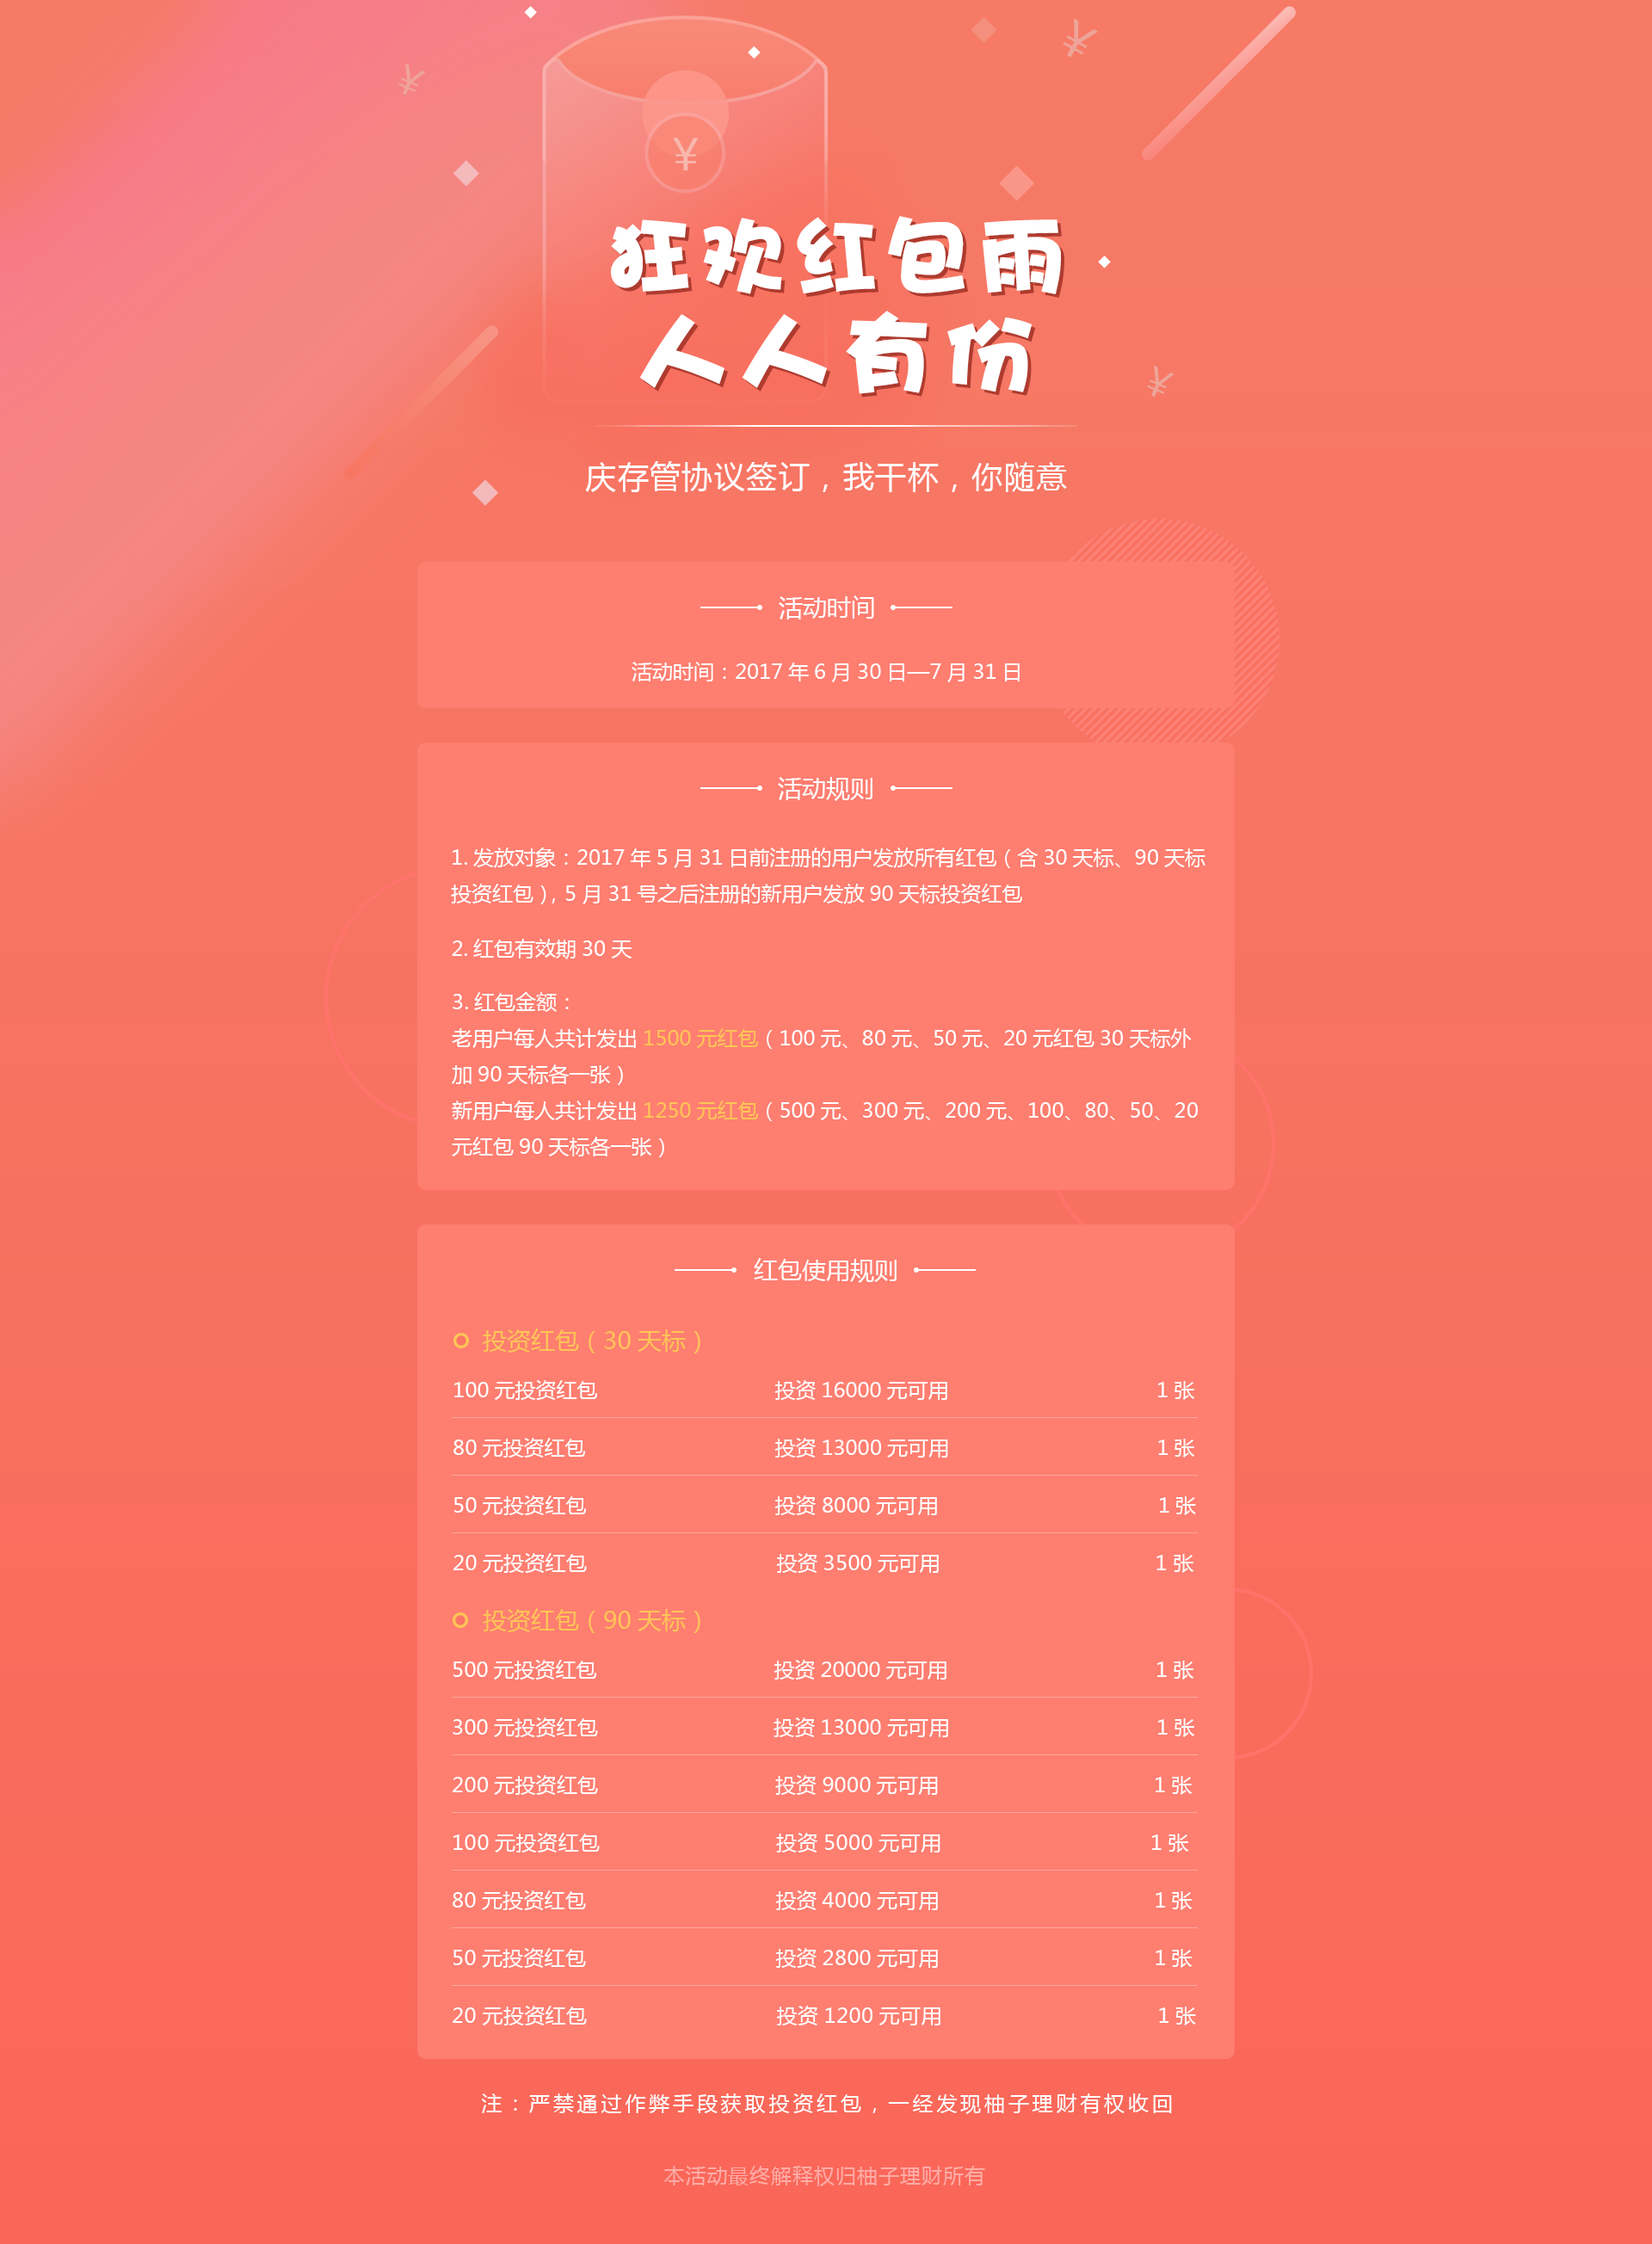 ¥
¥
¥
狂欢红包雨
人人有份
¥
庆存管协议签订，我干杯，你随意
活动时间
活动时间：2017 年 6 月 30 日—7 月 31 日
活动规则
1. 发放对象：2017 年 5 月 31 日前注册的用户发放所有红包（含 30 天标、90 天标
投资红包），5 月 31 号之后注册的新用户发放 90 天标投资红包
2. 红包有效期 30 天
3. 红包金额：
老用户每人共计发出 1500 元红包（100 元、80 元、50 元、20 元红包 30 天标外
加 90 天标各一张）
新用户每人共计发出 1250 元红包（500 元、300 元、200 元、100、80、50、20
元红包 90 天标各一张）
红包使用规则
投资红包（30 天标）
100 元投资红包 投资 16000 元可用 1 张
80 元投资红包 投资 13000 元可用 1 张
50 元投资红包 投资 8000 元可用 1 张
20 元投资红包 投资 3500 元可用 1 张
投资红包（90 天标）
500 元投资红包 投资 20000 元可用 1 张
300 元投资红包 投资 13000 元可用 1 张
200 元投资红包 投资 9000 元可用 1 张
100 元投资红包 投资 5000 元可用 1 张
80 元投资红包 投资 4000 元可用 1 张
50 元投资红包 投资 2800 元可用 1 张
20 元投资红包 投资 1200 元可用 1 张
注：严禁通过作弊手段获取投资红包，一经发现柚子理财有权收回
本活动最终解释权归柚子理财所有